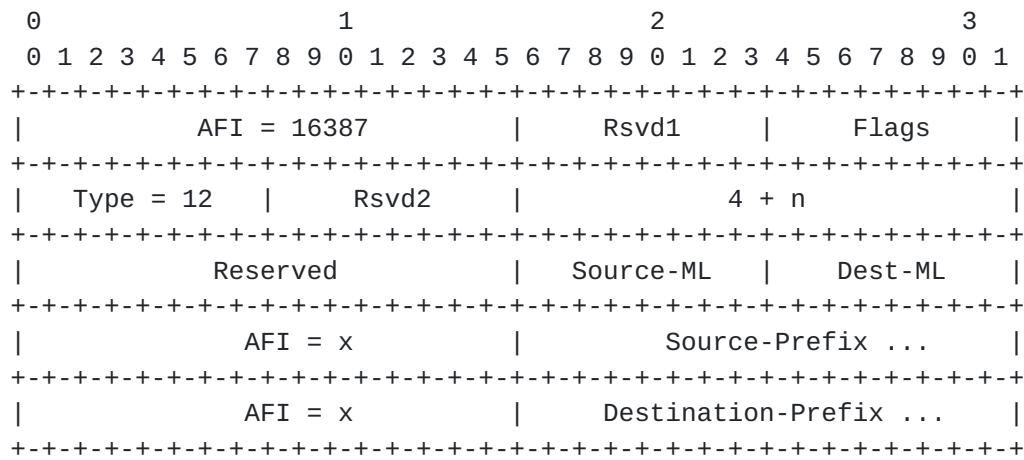 0                   1                   2                   3
 0 1 2 3 4 5 6 7 8 9 0 1 2 3 4 5 6 7 8 9 0 1 2 3 4 5 6 7 8 9 0 1
+-+-+-+-+-+-+-+-+-+-+-+-+-+-+-+-+-+-+-+-+-+-+-+-+-+-+-+-+-+-+-+-+
|           AFI = 16387         |     Rsvd1     |     Flags     |
+-+-+-+-+-+-+-+-+-+-+-+-+-+-+-+-+-+-+-+-+-+-+-+-+-+-+-+-+-+-+-+-+
|   Type = 12   |     Rsvd2     |             4 + n             |
+-+-+-+-+-+-+-+-+-+-+-+-+-+-+-+-+-+-+-+-+-+-+-+-+-+-+-+-+-+-+-+-+
|            Reserved           |   Source-ML   |    Dest-ML    |
+-+-+-+-+-+-+-+-+-+-+-+-+-+-+-+-+-+-+-+-+-+-+-+-+-+-+-+-+-+-+-+-+
|              AFI = x          |         Source-Prefix ...     |
+-+-+-+-+-+-+-+-+-+-+-+-+-+-+-+-+-+-+-+-+-+-+-+-+-+-+-+-+-+-+-+-+
|              AFI = x          |     Destination-Prefix ...    |
+-+-+-+-+-+-+-+-+-+-+-+-+-+-+-+-+-+-+-+-+-+-+-+-+-+-+-+-+-+-+-+-+